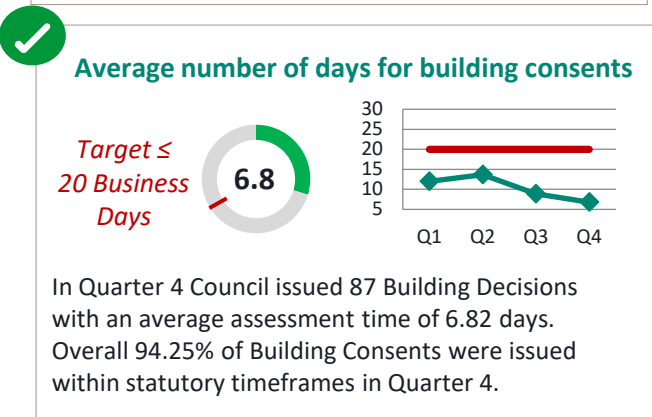 Average number of days for building consents
Target ≤
20 Business
Days
6.8
30
25
20
15
10
5
Q1 Q2 Q3 Q4
In Quarter 4 Council issued 87 Building Decisions
with an average assessment time of 6.82 days.
Overall 94.25% of Building Consents were issued
within statutory timeframes in Quarter 4.